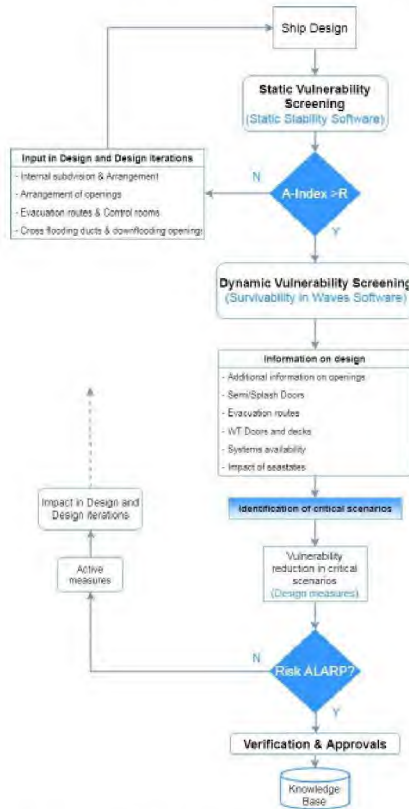 Ship Design
Static Vulnerability
Screening
(Static Stability Software)
Input in Design and Design iterations
- Internal subdivision & Arrangement
- Arrangement of openings
- Evacuation routes & Control rooms
- Cross flooding ducts & downflooding openings
N
A-Index >R
Y
Dynamic Vulnerability Screening
(Survivability in Waves Software)
Information on design
- Additional information on openings
- Semi/Splash Doors
- Evacuation routes
- WT Doors and decks
- Systems availability
- Impact of seastates
Impact in Design and
Design iterations
Identification of critical scenarios
Active
measures
Vulnerability
reduction in critical
scenarios
(Design measures)
N
Risk ALARP?
Y
Verification & Approvals
Knowledge
Base